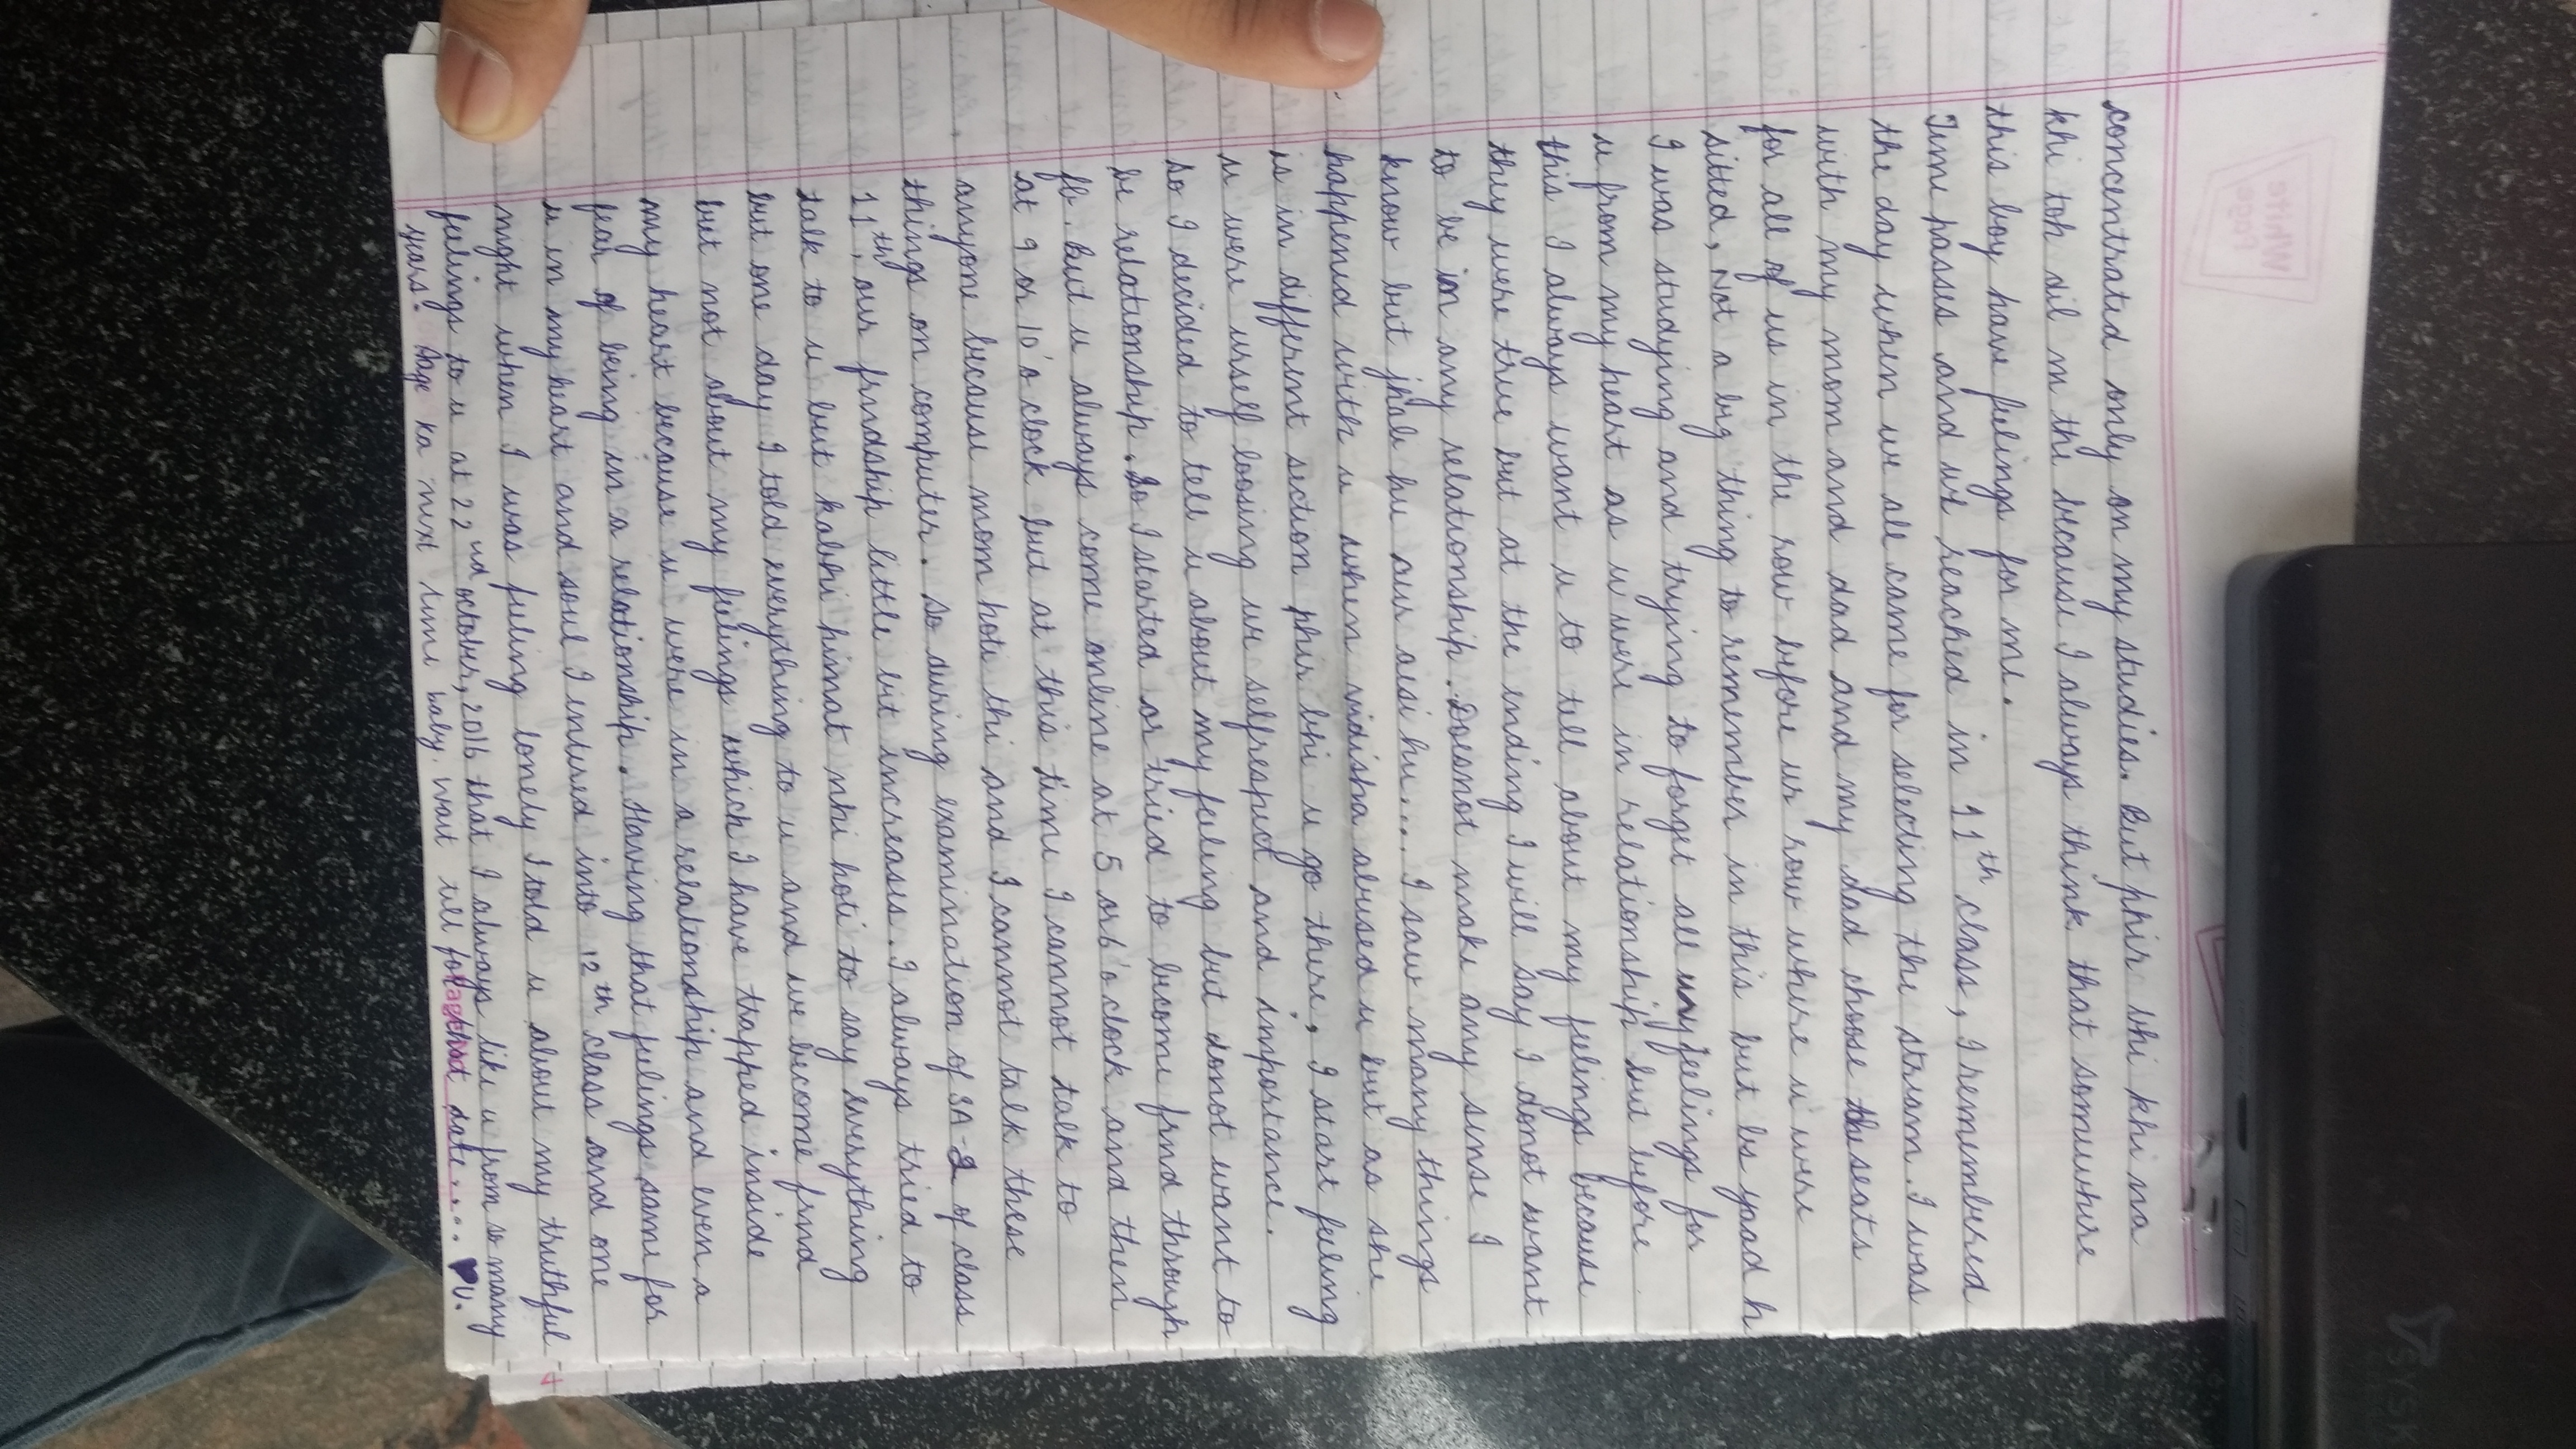 concentrated only on my studies. But phir bhi khi na
khi toh dil m thi because I always think that somewhere
this boy have feelings for me.
Time passes and we reached in 11th class, I remembered
the day when we all came for selecting the stream. I was
with my mom and dad and my dad choose the seats
for all of us in the row before ur row where u were
sitted, Not a big thing to remember in this but bs yaad h
I was studying and trying to forget all my feelings for
u from my heart as u were in relationship but before
this I always want u to tell about my feelings because
they were true but at the ending I will say I donot want
to be in any relationship. Doesnot make any sense I
know but jhali hu aur aisi hu... I saw many things
happened with u when vidisha abused u but as she
is in different section phir bhi u go there, I start feeling
u were urself loosing ur selfrespect and importance.
so I decided to tell u about my feeling but donot want to
be relationship. So I started or tried to become frnd through
fb. But u always come online at 5 or 6'o clock and then
at 9 or 10'o clock but at this time I cannot talk to
anyone because mom hoti thi and I cannot talk these
things on computer. So during examination of SA-2 of class
11th, our frndship little bit increases. I always tried to
talk to u but kabhi himat nhi hoti to say everything
but one day I told everything to u and we become frnd
but not about my feelings which I have trapped inside
my heart because u were in a relationship and even a
fear of being in a relationship. Having that feelings same for
u in my heart and soul I entered into 12th class and one
night when I was feeling lonely I told u about my truthful
feelings to u at 22nd october, 2016 that I always like u from so many
years. Aage ka next time baby. wait till for next date.... ♥ U.
White
Page
ASUS